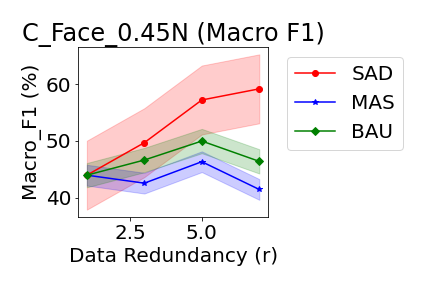 C_Face_0.45N (Macro F1)
Macro_F1 (%)
60
50
40
2.5 5.0
Data Redundancy (r)
SAD
MAS
BAU